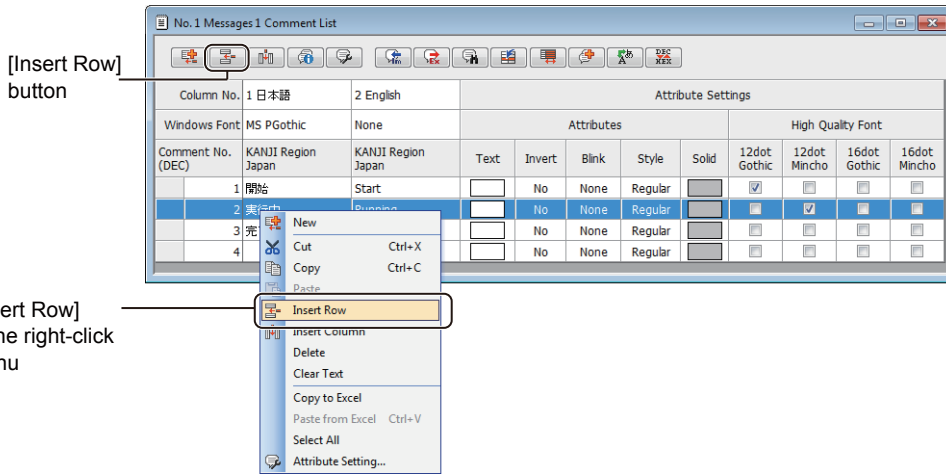 No. 1 Messages 1 Comment List
[Insert Row]
button
DEC
XEX
Column No. 1 日本語 2 English Attribute Settings
Windows Font MS PGothic None Attributes High Quality Font
Comment No.
(DEC)
KANJI Region
Japan
KANJI Region
Japan
Text Invert Blink Style Solid
12dot
Gothic
12dot
Mincho
16dot
Gothic
16dot
Mincho
1 開始 Start No None Regular
2 実行中 Running No None Regular
3 完 No None Regular
4 No None Regular
New
Cut Ctrl+X
Copy Ctrl+C
Paste
ert Row]
ne right-click
nu
Insert Row
Insert Column
Delete
Clear Text
Copy to Excel
Paste from Excel Ctrl+V
Select All
Attribute Setting...